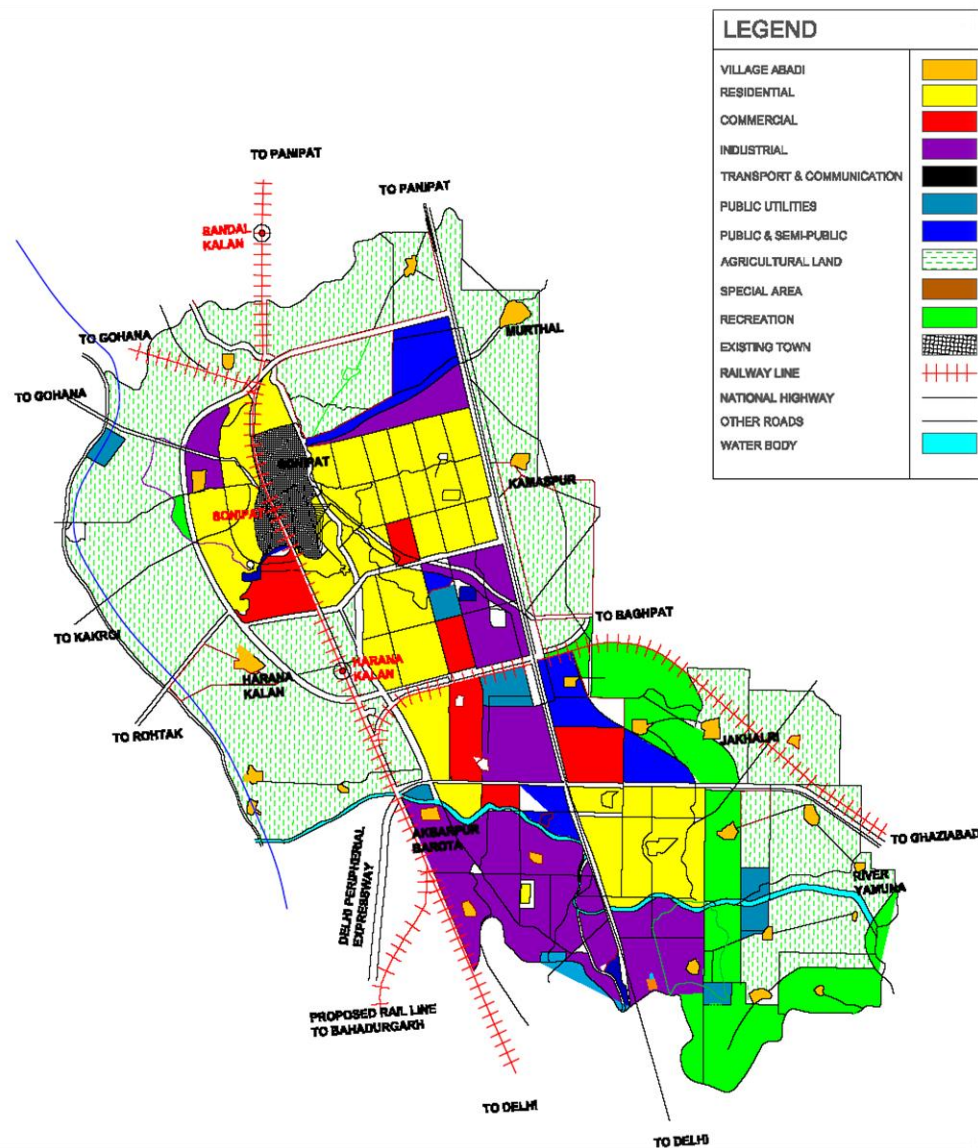 LEGEND
VILLAGE ABADI
RESIDENTIAL
COMMERCIAL
INDUSTRIAL
TRANSPORT & COMMUNICATION
PUBLIC UTILITIES
PUBLIC & SEMI-PUBLIC
AGRICULTURAL LAND
SPECIAL AREA
RECREATION
EXISTING TOWN
RAILWAY LINE
NATIONAL HIGHWAY
OTHER ROADS
WATER BODY
TO PANIPAT
TO PANIPAT
SANDAL
KALAN
TO GOHANA
MURTHAL
TO GOHANA
SONIPAT
KAMASPUR
SONIPAT
TO BAGHPAT
TO KAKROI
HARANA
KALAN
HARANA
KALAN
TO ROHTAK
JAKHALRI
AKBARPUR
BAROTA
TO GHAZIABAD
RIVER
YAMUNA
DELHI PERIPHERIAL
EXPRESSWAY
PROPOSED RAIL LINE
TO BAHADURGARH
TO DELHI
TO DELHI